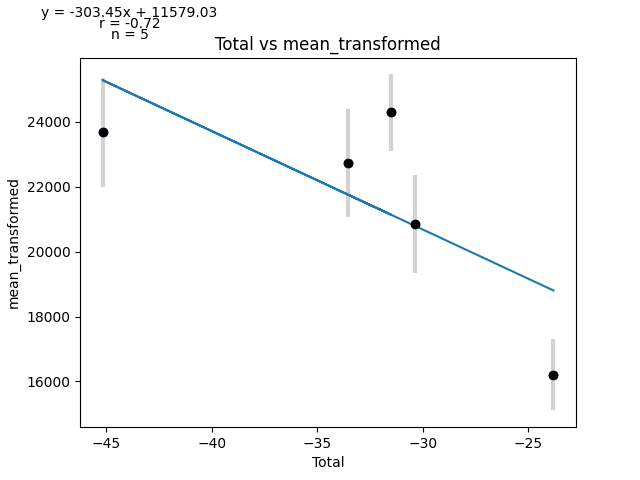 y = -303.45x + 11579.03
r = -0.72
n = 5
Total vs mean_transformed
mean_transformed
24000
22000
20000
18000
16000
−45
−40
−35
−30
−25
Total